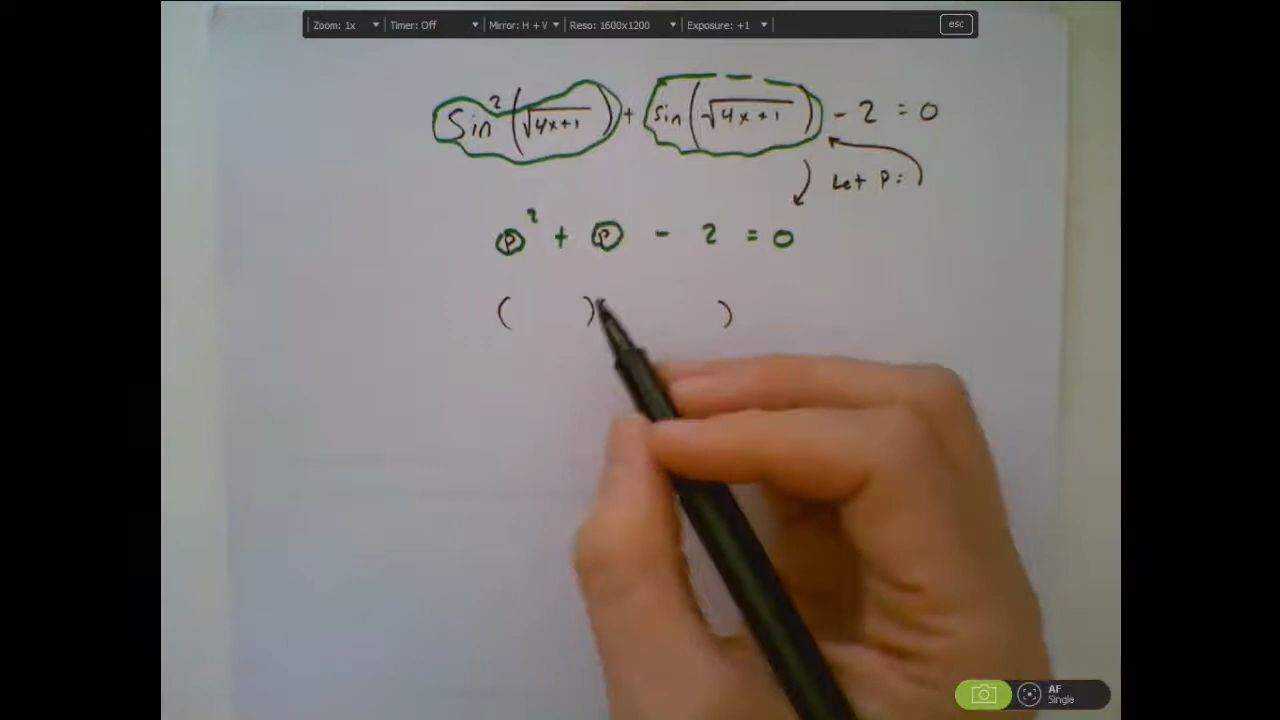 Zoom: 1x Timer: Off Mirror: H + V Reso: 1600x1200 Exposure: +1 esc
Sin²(√4x+1) + sin(√4x+1) - 2 = 0
Let P =
P² + P - 2 = 0
( )( )
AF
Single